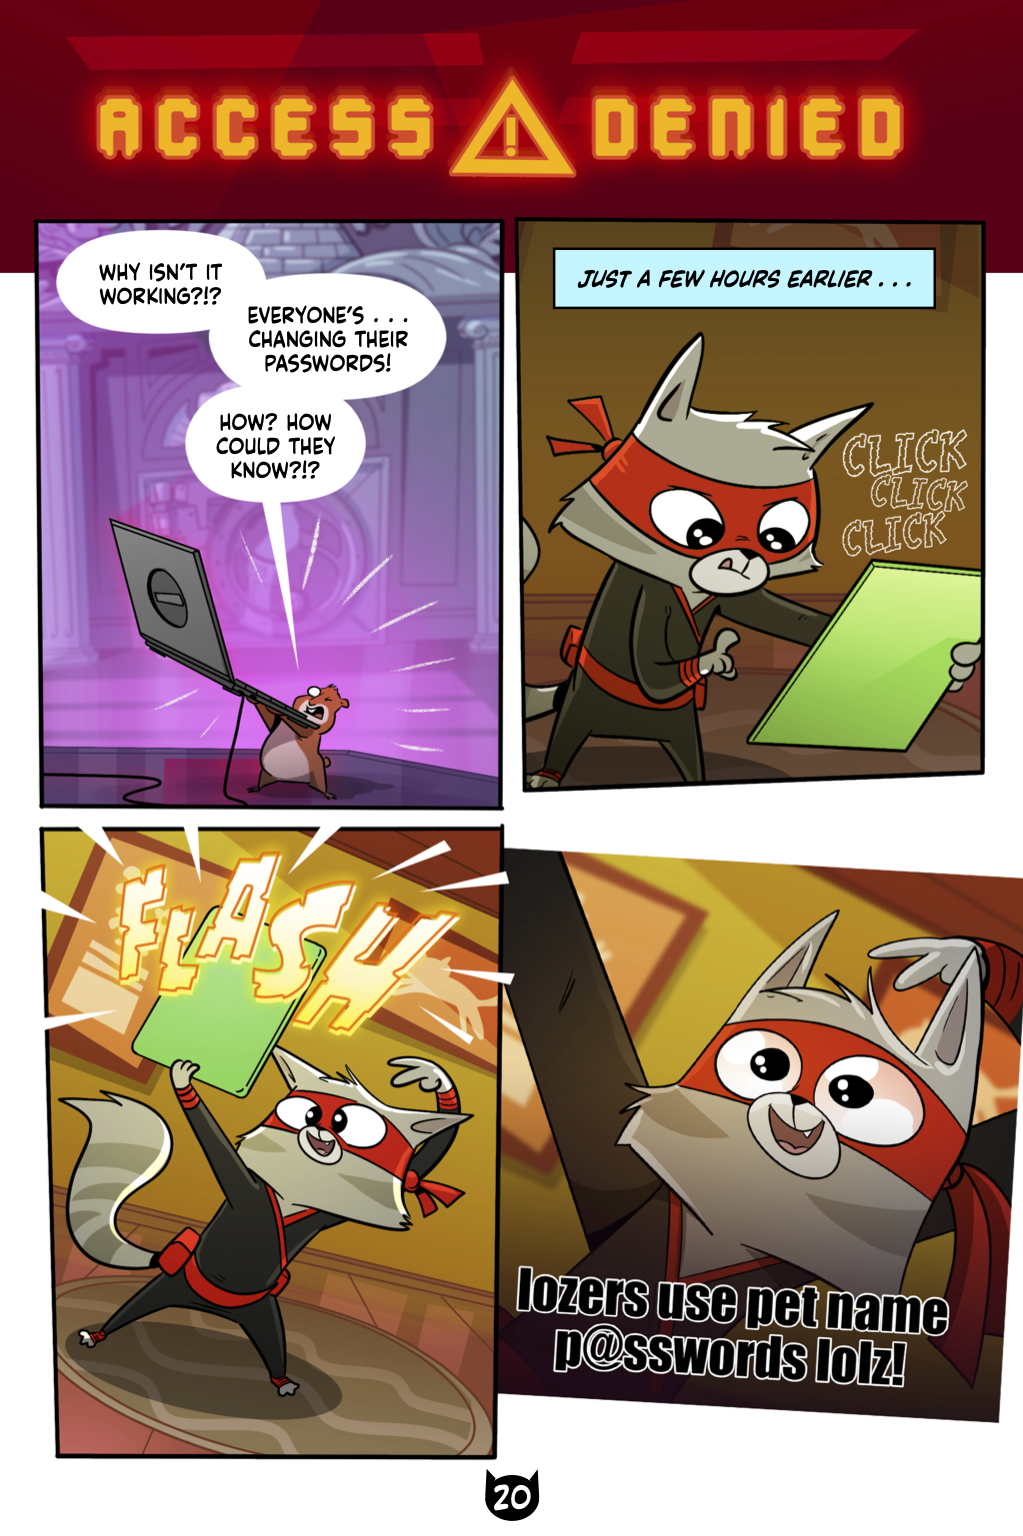 ACCESS ! DENIED
WHY ISN'T IT
WORKING?!?
EVERYONE'S . . .
CHANGING THEIR
PASSWORDS!
HOW? HOW
COULD THEY
KNOW?!?
JUST A FEW HOURS EARLIER . . .
CLICK
CLICK
CLICK
FLASH
lozers use pet name
p@sswords lolz!
20